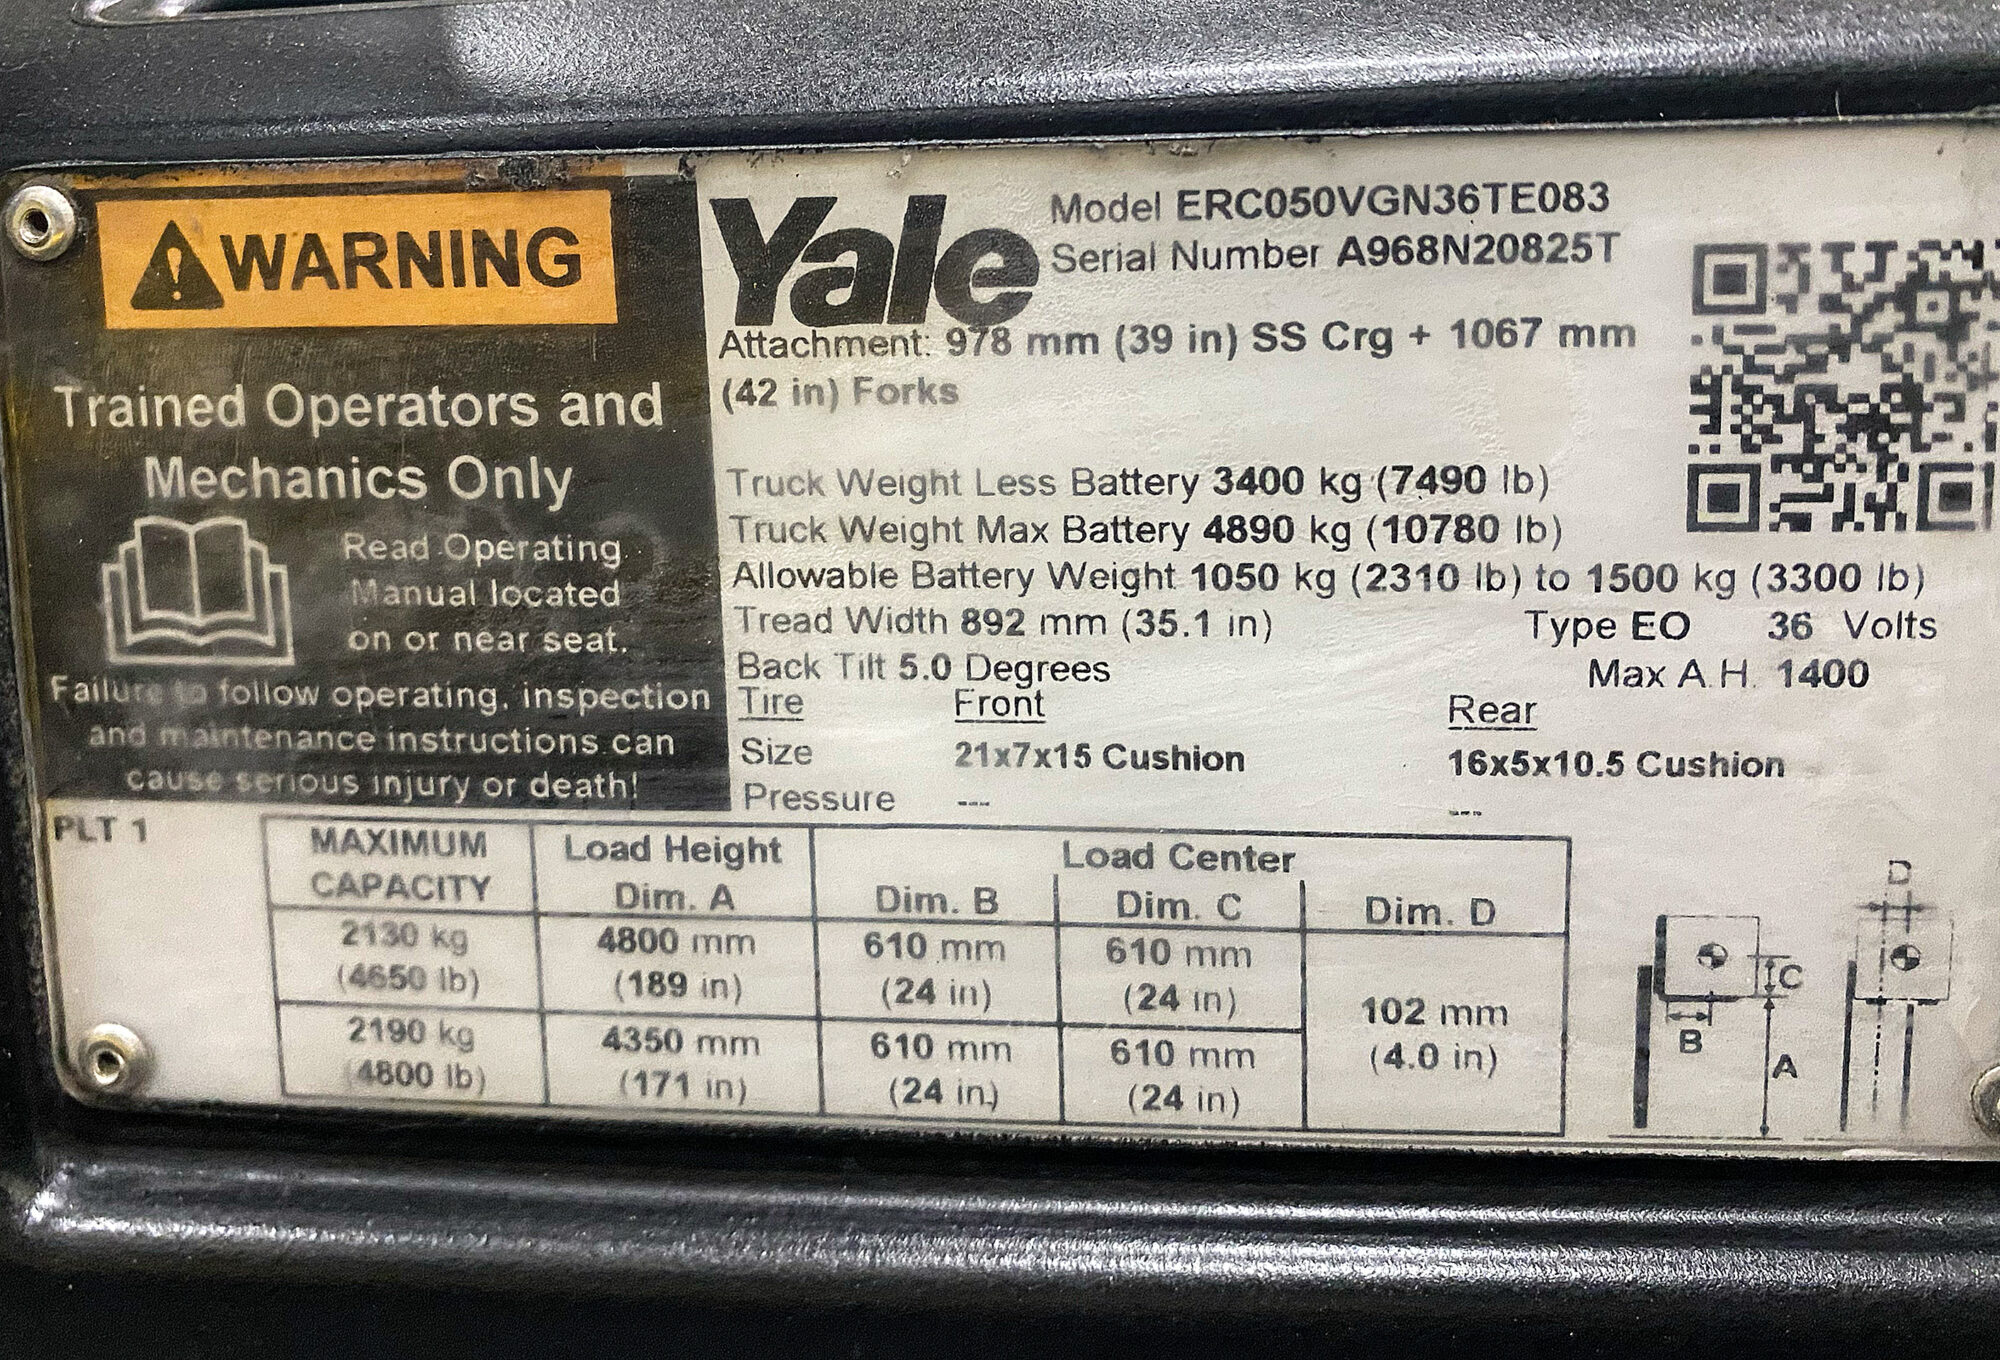 WARNING
Trained Operators and
Mechanics Only
Read Operating
Manual located
on or near seat.
Failure to follow operating, inspection
and maintenance instructions can
cause serious injury or death!
Yale
Model ERC050VGN36TE083
Serial Number A968N20825T
Attachment: 978 mm (39 in) SS Crg + 1067 mm
(42 in) Forks
Truck Weight Less Battery 3400 kg (7490 lb)
Truck Weight Max Battery 4890 kg (10780 lb)
Allowable Battery Weight 1050 kg (2310 lb) to 1500 kg (3300 lb)
Tread Width 892 mm (35.1 in) Type EO 36 Volts
Back Tilt 5.0 Degrees Max A.H. 1400
Tire Front Rear
Size 21x7x15 Cushion 16x5x10.5 Cushion
Pressure --- ---
PLT 1
MAXIMUM Load Height Load Center
CAPACITY Dim. A Dim. B Dim. C Dim. D
2130 kg 4800 mm 610 mm 610 mm
(4650 lb) (189 in) (24 in) (24 in)
102 mm
(4.0 in)
2190 kg 4350 mm 610 mm 610 mm
(4800 lb) (171 in) (24 in) (24 in)
D
C
B
A